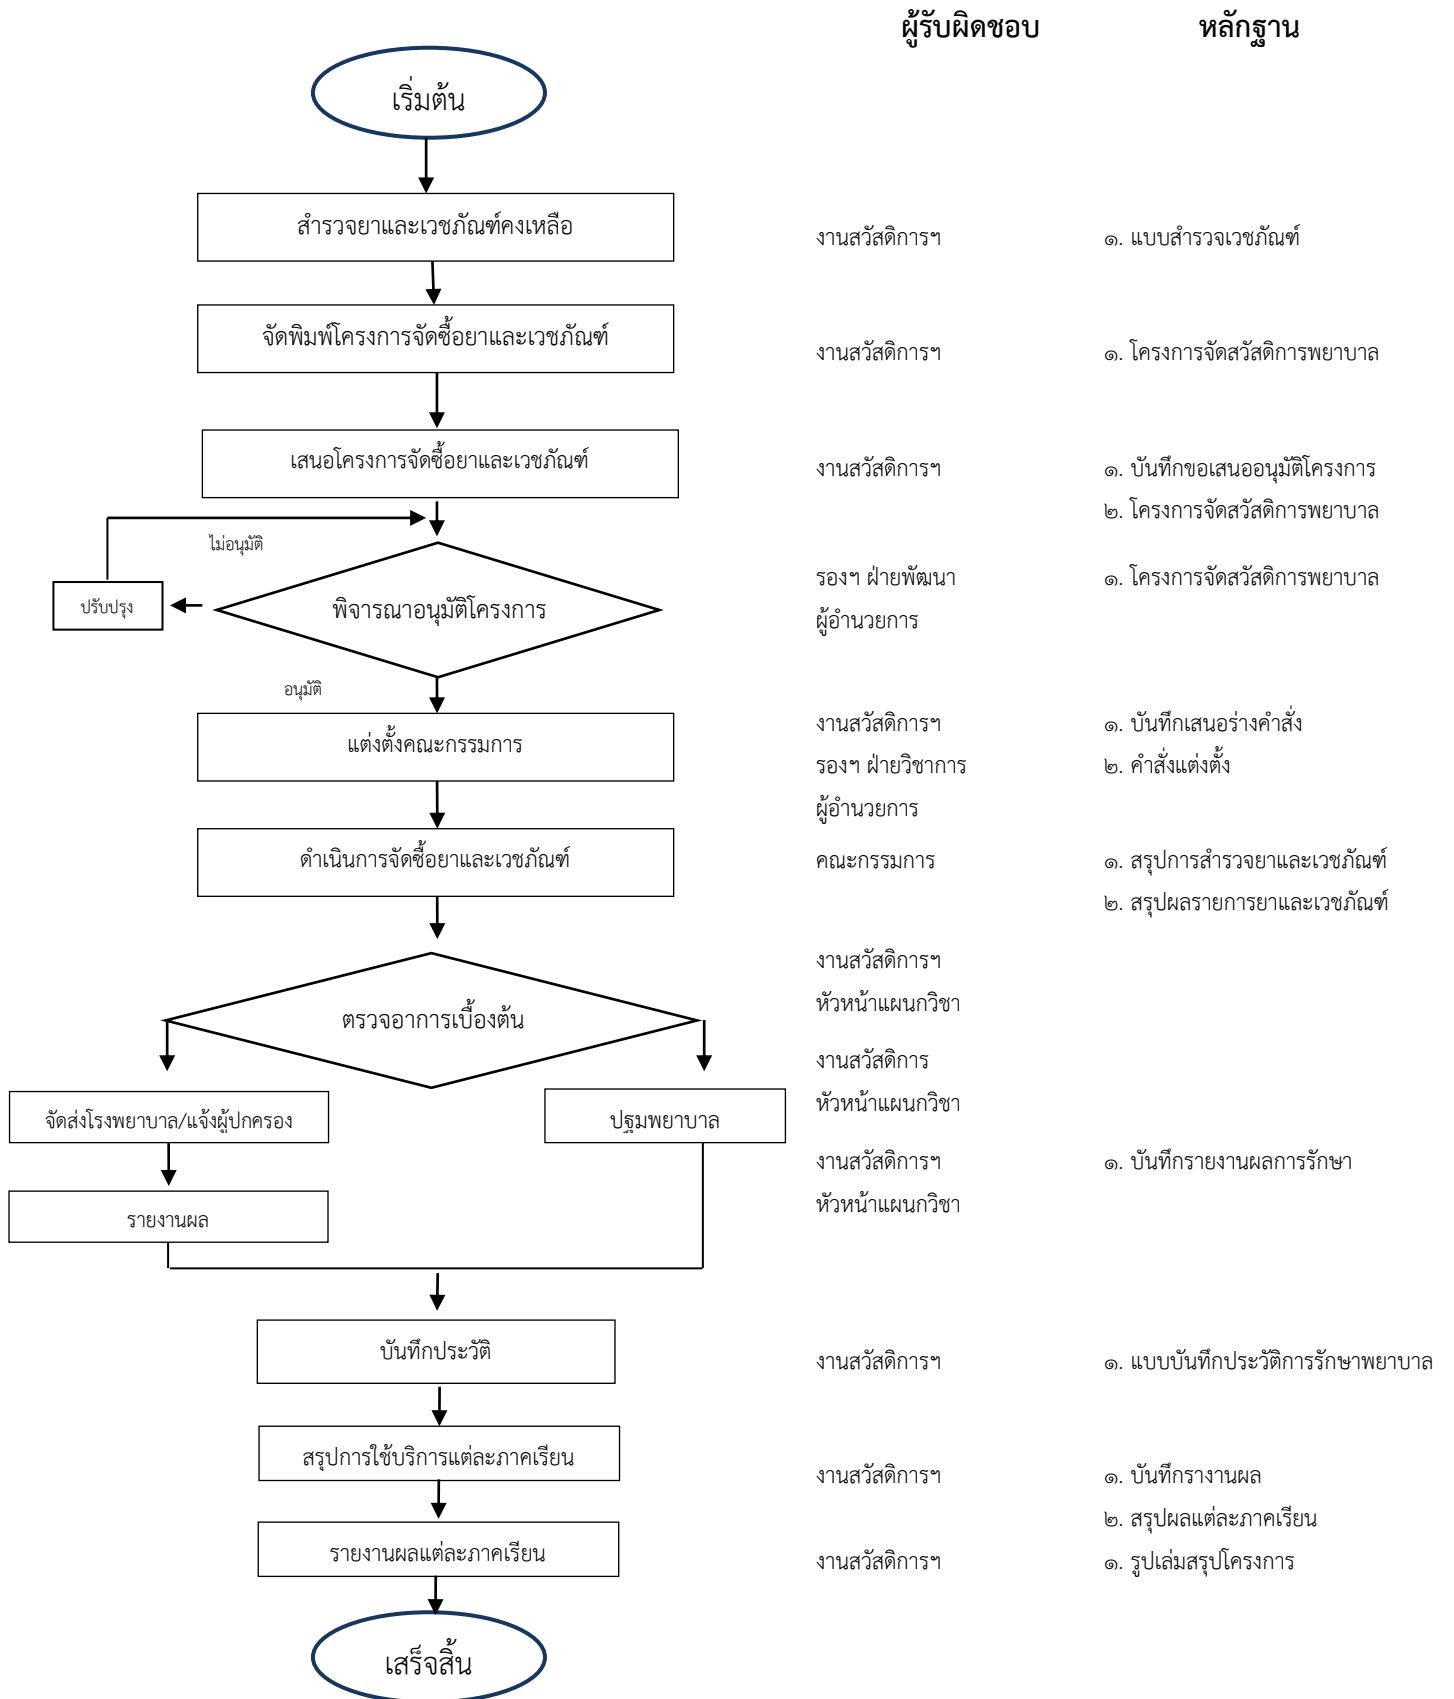 ผู้รับผิดชอบ หลักฐาน
เริ่มต้น
สำรวจยาและเวชภัณฑ์คงเหลือ
งานสวัสดิการฯ ๑. แบบสำรวจเวชภัณฑ์
จัดพิมพ์โครงการจัดซื้อยาและเวชภัณฑ์
งานสวัสดิการฯ ๑. โครงการจัดสวัสดิการพยาบาล
เสนอโครงการจัดซื้อยาและเวชภัณฑ์
งานสวัสดิการฯ ๑. บันทึกขอเสนออนุมัติโครงการ
๒. โครงการจัดสวัสดิการพยาบาล
ไม่อนุมัติ
ปรับปรุง
พิจารณาอนุมัติโครงการ
รองฯ ฝ่ายพัฒนา ๑. โครงการจัดสวัสดิการพยาบาล
ผู้อำนวยการ
อนุมัติ
แต่งตั้งคณะกรรมการ
งานสวัสดิการฯ ๑. บันทึกเสนอร่างคำสั่ง
รองฯ ฝ่ายวิชาการ ๒. คำสั่งแต่งตั้ง
ผู้อำนวยการ
ดำเนินการจัดซื้อยาและเวชภัณฑ์
คณะกรรมการ ๑. สรุปการสำรวจยาและเวชภัณฑ์
๒. สรุปผลรายการยาและเวชภัณฑ์
ตรวจอาการเบื้องต้น
งานสวัสดิการฯ
หัวหน้าแผนกวิชา
งานสวัสดิการ
หัวหน้าแผนกวิชา
จัดส่งโรงพยาบาล/แจ้งผู้ปกครอง
ปฐมพยาบาล
งานสวัสดิการฯ ๑. บันทึกรายงานผลการรักษา
หัวหน้าแผนกวิชา
รายงานผล
บันทึกประวัติ
งานสวัสดิการฯ ๑. แบบบันทึกประวัติการรักษาพยาบาล
สรุปการใช้บริการแต่ละภาคเรียน
งานสวัสดิการฯ ๑. บันทึกรางานผล
๒. สรุปผลแต่ละภาคเรียน
รายงานผลแต่ละภาคเรียน
งานสวัสดิการฯ ๑. รูปเล่มสรุปโครงการ
เสร็จสิ้น